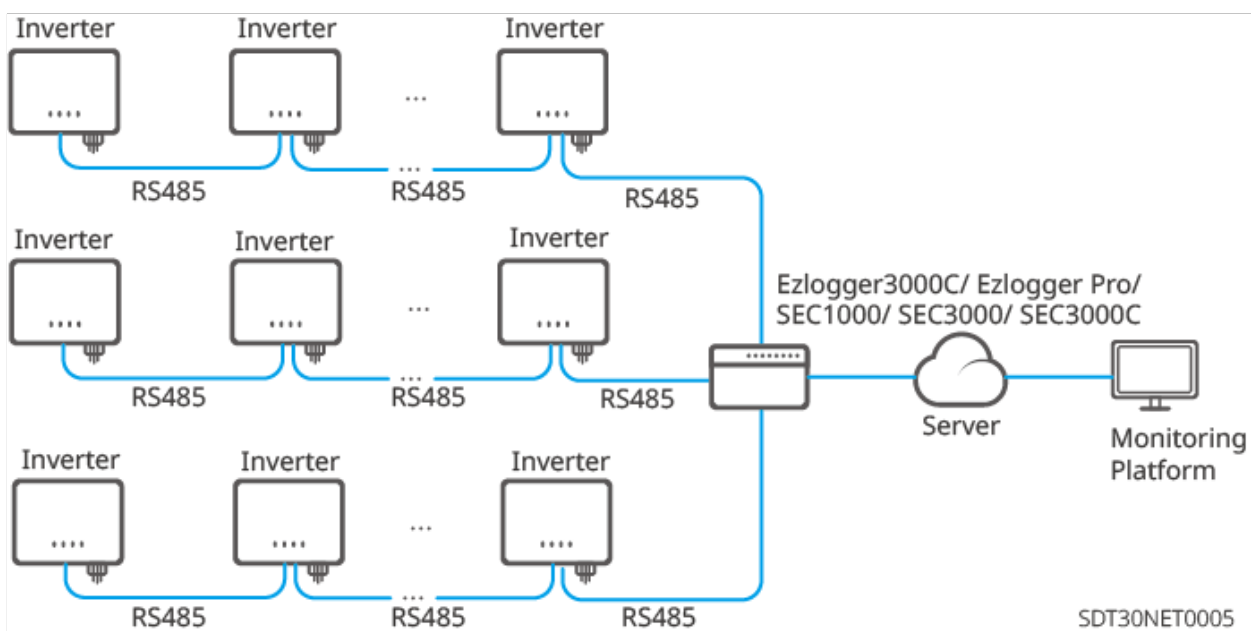 Inverter Inverter Inverter
...
RS485 ... RS485 RS485
Inverter Inverter Inverter
...
RS485 ... RS485 RS485
Ezlogger3000C/ Ezlogger Pro/
SEC1000/ SEC3000/ SEC3000C
Server
Monitoring
Platform
Inverter Inverter Inverter
...
RS485 ... RS485 RS485
SDT30NET0005